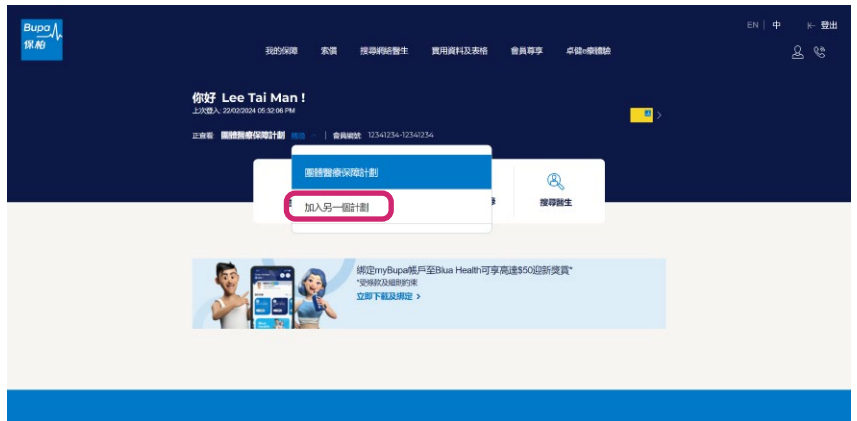 Bupa
保柏
EN | 中 登出
我的保障 索償 搜尋網絡醫生 實用資料及表格 會員尊享 卓健e療體驗
你好 Lee Tai Man !
上次登入: 22/02/2024 05:32:06 PM
正查看 團體醫療保障計劃 | 會員編號 12341234-12341234
團體醫療保障計劃
加入另一個計劃
搜尋醫生
綁定myBupa帳戶至Blua Health可享高達$50迎新獎賞*
*受條款及細則約束
立即下載及綁定 >